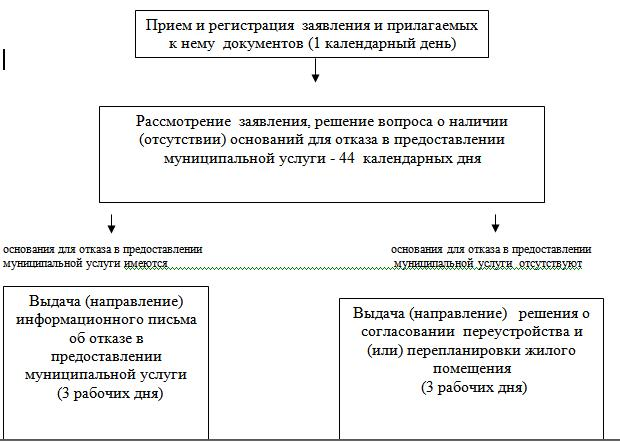 Прием и регистрация заявления и прилагаемых
к нему документов (1 календарный день)
Рассмотрение заявления, решение вопроса о наличии
(отсутствии) оснований для отказа в предоставлении
муниципальной услуги - 44 календарных дня
основания для отказа в предоставлении
муниципальной услуги имеются
основания для отказа в предоставлении
муниципальной услуги отсутствуют
Выдача (направление)
информационного письма
об отказе в
предоставлении
муниципальной услуги
(3 рабочих дня)
Выдача (направление) решения о
согласовании переустройства и
(или) перепланировки жилого
помещения
(3 рабочих дня)